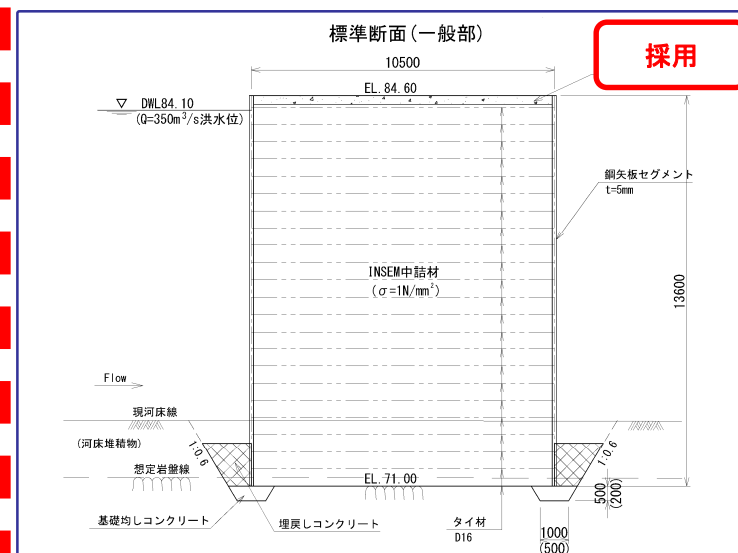 標準断面(一般部)
採用
10500
EL.84.60
DWL84.10
(Q=350m³/s洪水位)
鋼矢板セグメント
t=5mm
INSEM中詰材
(σ=1N/mm²)
13600
Flow
現河床線
(河床堆積物)
1:0.6
1:0.6
想定岩盤線
EL.71.00
500
(200)
基礎均しコンクリート
埋戻しコンクリート
タイ材
D16
1000
(500)